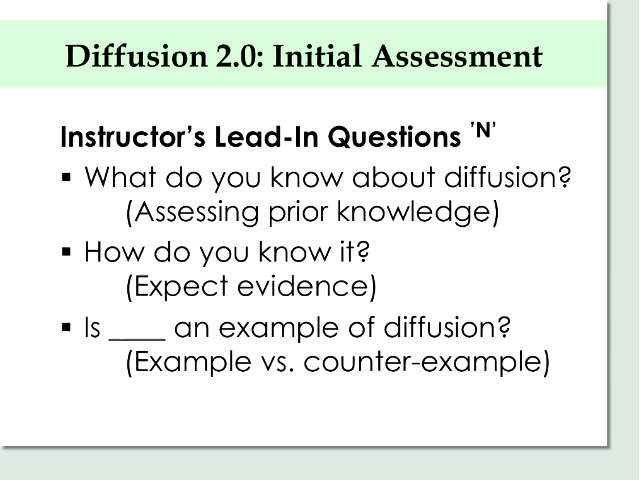 Diffusion 2.0: Initial Assessment
Instructor's Lead-In Questions 'N'
▪ What do you know about diffusion?
(Assessing prior knowledge)
▪ How do you know it?
(Expect evidence)
▪ Is ____ an example of diffusion?
(Example vs. counter-example)